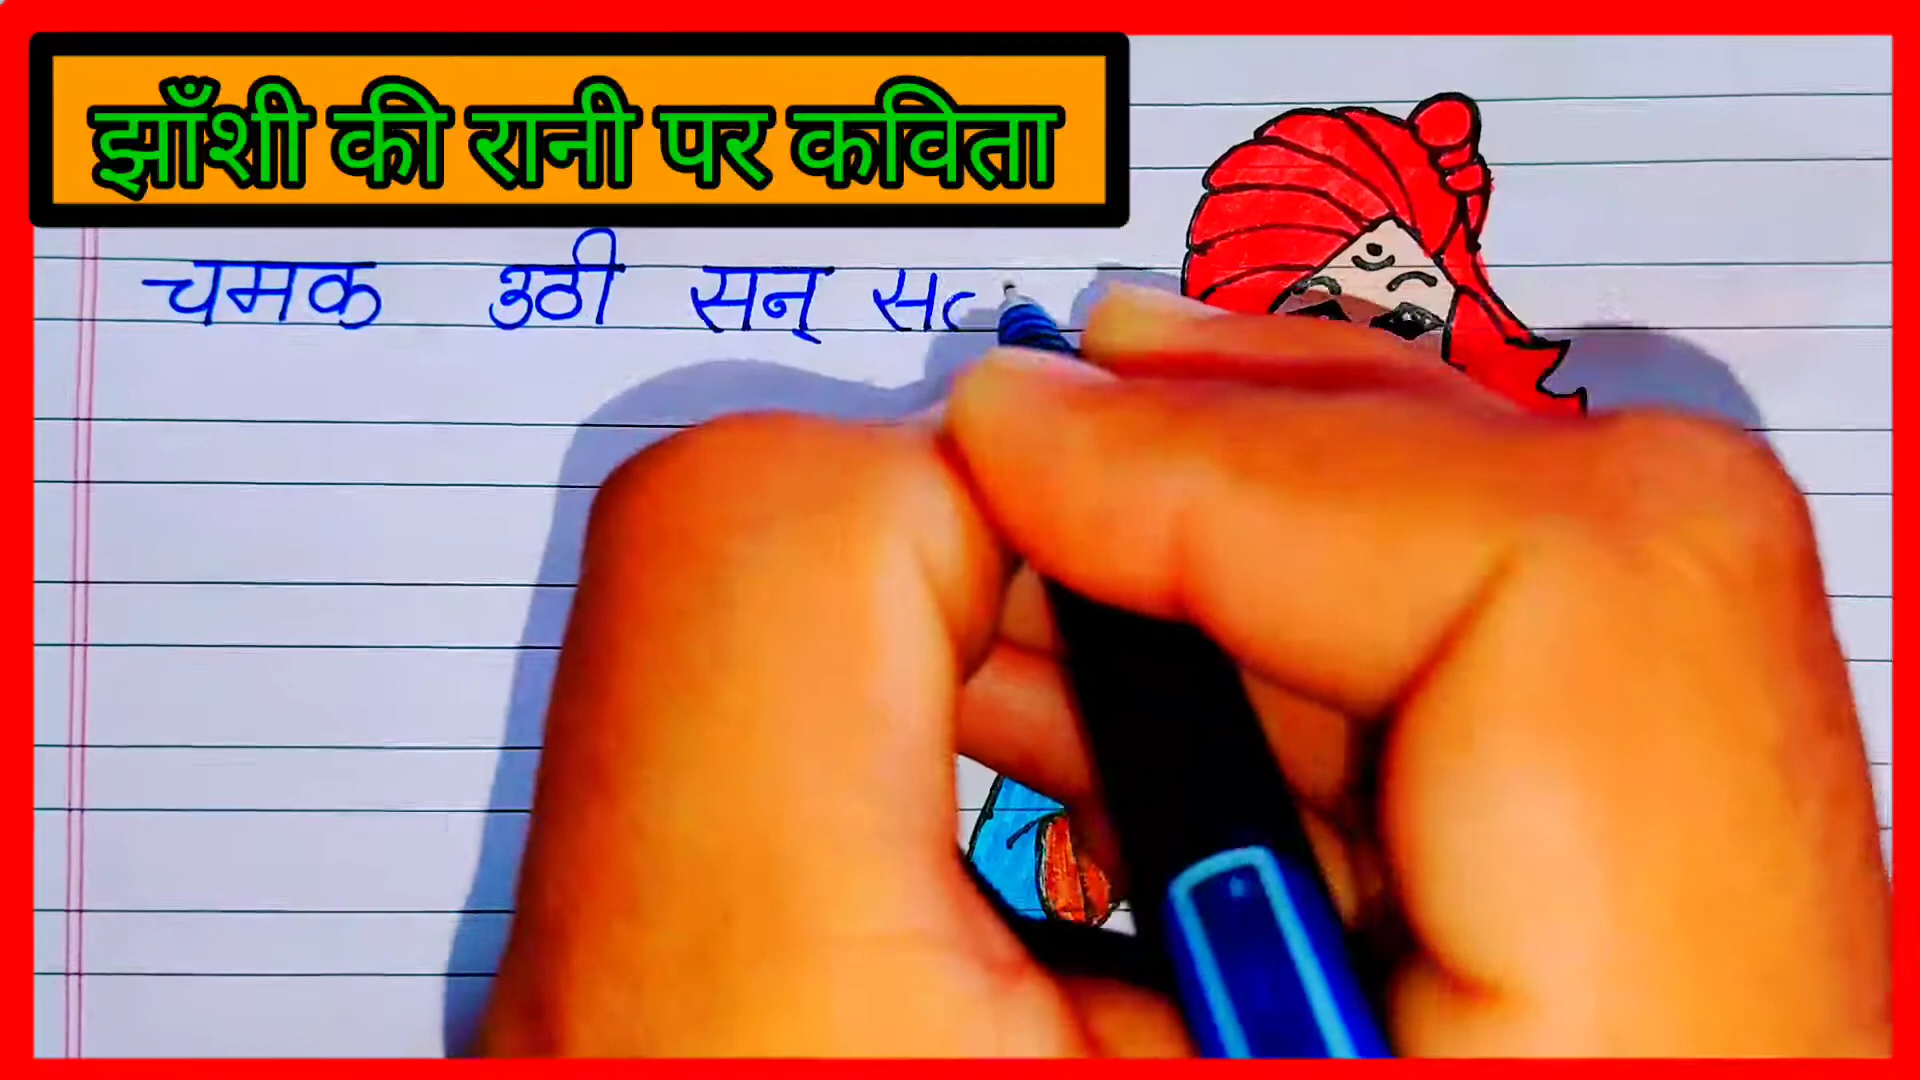 झाँशी की रानी पर कविता
चमक उठी सन् स